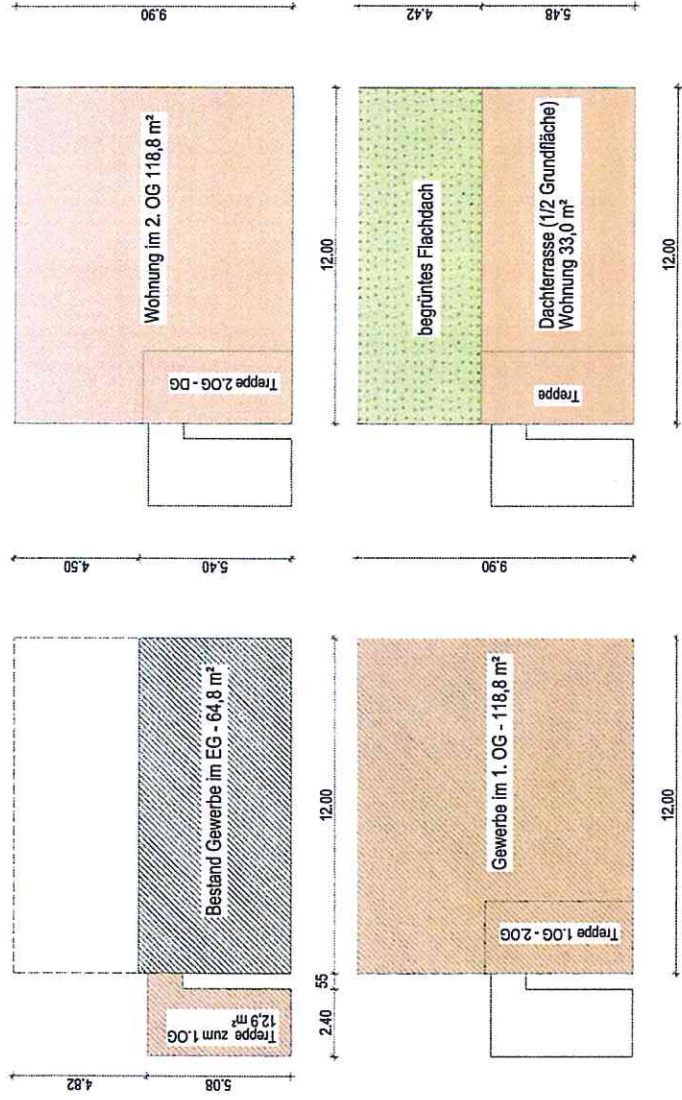 9.90
Wohnung im 2. OG 118,8 m²
Treppe 2.OG - DG
12.00
4.42
5.48
begrüntes Flachdach
Dachterrasse (1/2 Grundfläche)
Wohnung 33,0 m²
Treppe
12.00
4.50
5.40
Bestand Gewerbe im EG - 64,8 m²
Treppe zum 1.OG
12,9 m²
4.82
5.08
2.40
55
12.00
9.90
Gewerbe im 1. OG - 118,8 m²
Treppe 1.OG - 2.OG
12.00